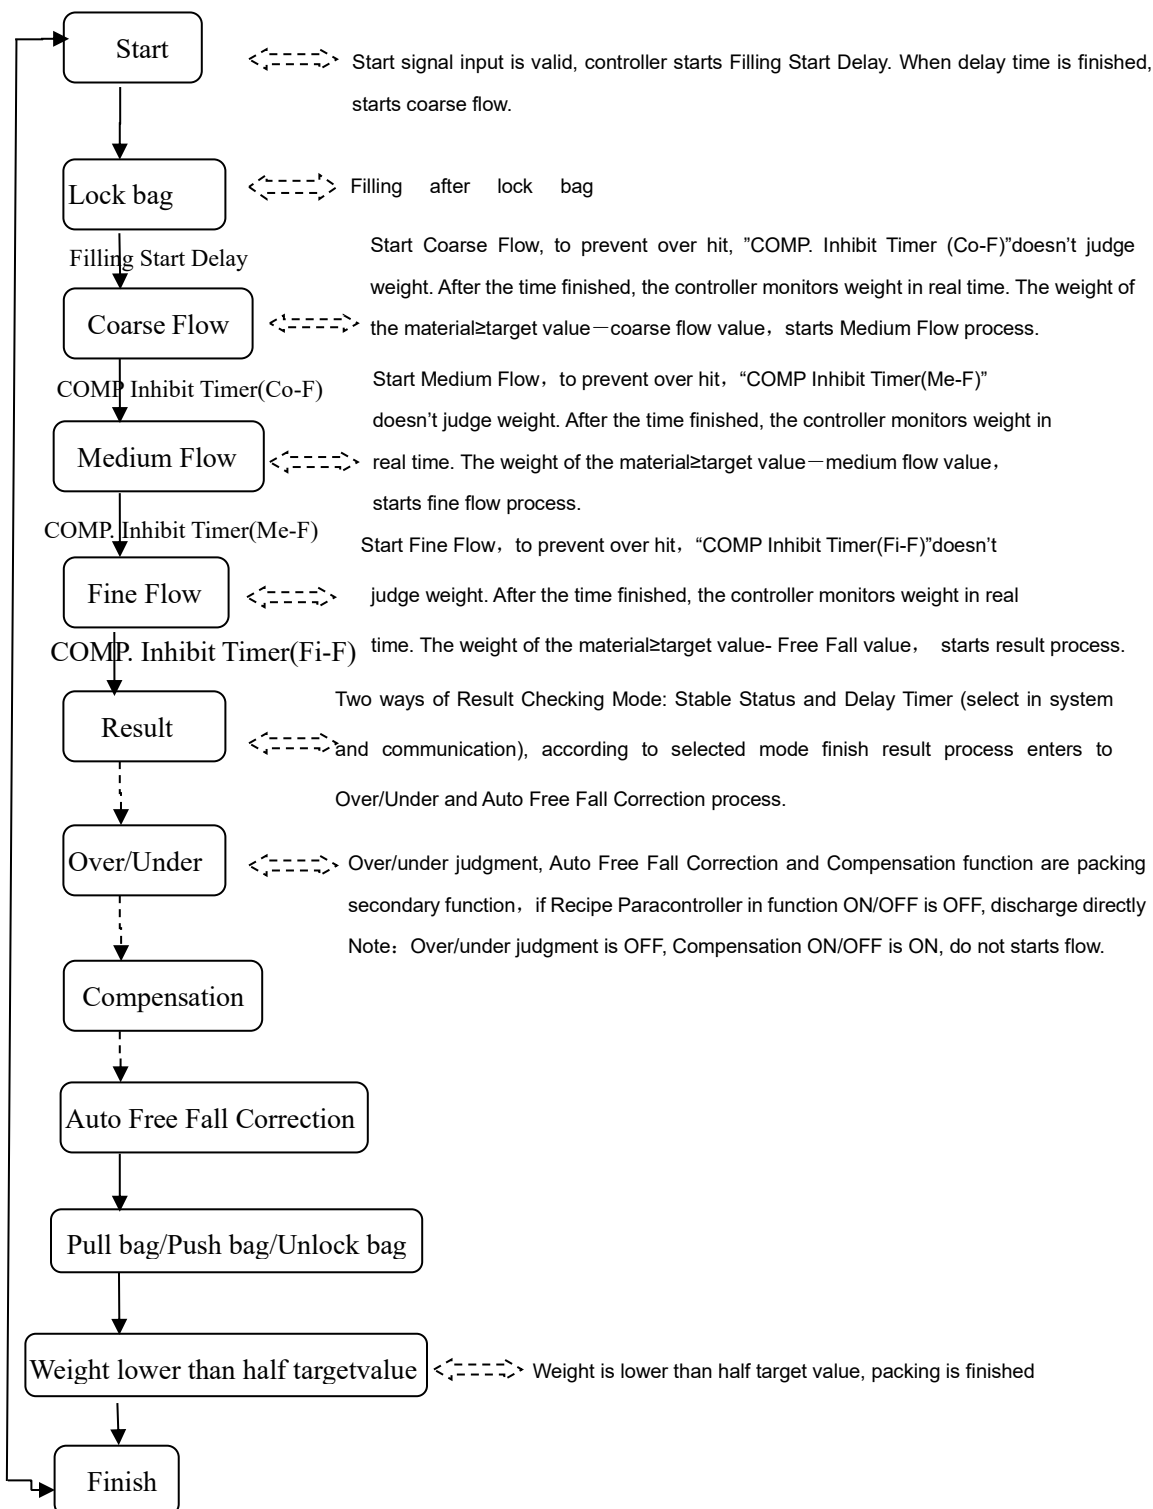 Start
Start signal input is valid, controller starts Filling Start Delay. When delay time is finished,
starts coarse flow.
Lock bag
Filling after lock bag
Filling Start Delay
Start Coarse Flow, to prevent over hit, ”COMP. Inhibit Timer (Co-F)”doesn’t judge
weight. After the time finished, the controller monitors weight in real time. The weight of
the material≥target value－coarse flow value，starts Medium Flow process.
Coarse Flow
COMP Inhibit Timer(Co-F)
Start Medium Flow，to prevent over hit，“COMP Inhibit Timer(Me-F)”
doesn’t judge weight. After the time finished, the controller monitors weight in
real time. The weight of the material≥target value－medium flow value，
starts fine flow process.
Medium Flow
COMP. Inhibit Timer(Me-F)
Start Fine Flow，to prevent over hit，“COMP Inhibit Timer(Fi-F)”doesn’t
judge weight. After the time finished, the controller monitors weight in real
time. The weight of the material≥target value- Free Fall value， starts result process.
Fine Flow
COMP. Inhibit Timer(Fi-F)
Result
Two ways of Result Checking Mode: Stable Status and Delay Timer (select in system
and communication), according to selected mode finish result process enters to
Over/Under and Auto Free Fall Correction process.
Over/Under
Over/under judgment, Auto Free Fall Correction and Compensation function are packing
secondary function，if Recipe Paracontroller in function ON/OFF is OFF, discharge directly
Note：Over/under judgment is OFF, Compensation ON/OFF is ON, do not starts flow.
Compensation
Auto Free Fall Correction
Pull bag/Push bag/Unlock bag
Weight lower than half targetvalue
Weight is lower than half target value, packing is finished
Finish